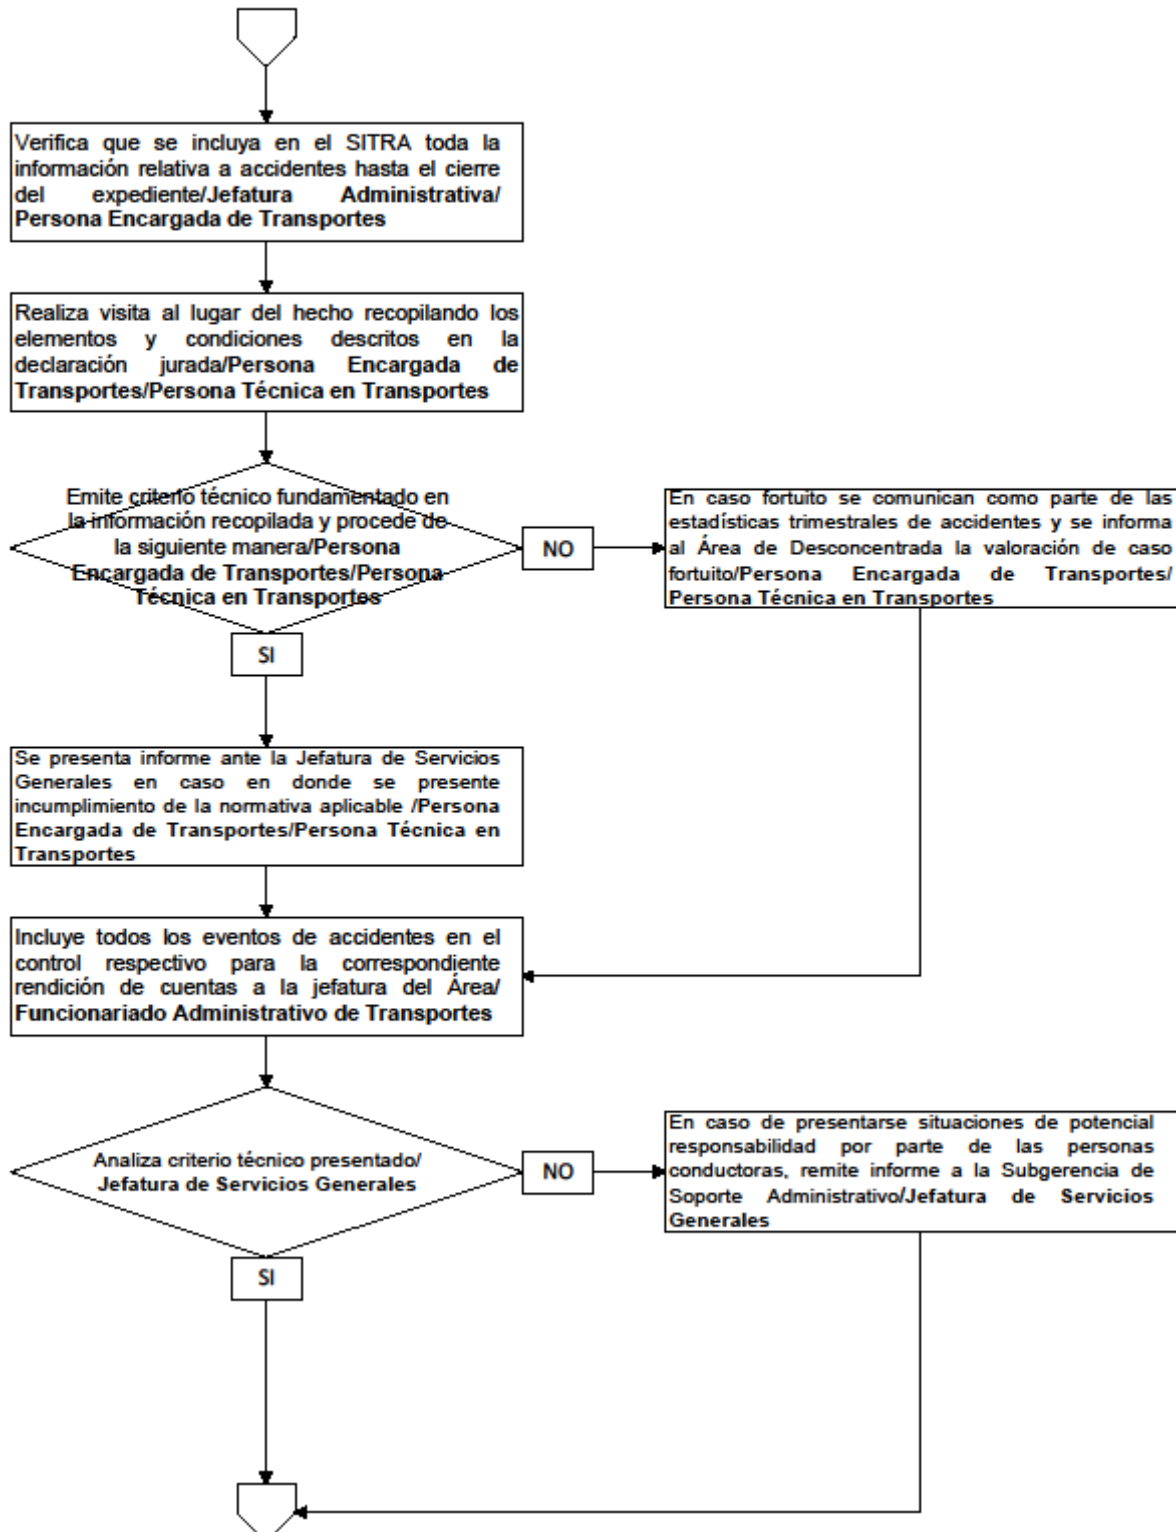 Verifica que se incluya en el SITRA toda la
información relativa a accidentes hasta el cierre
del expediente/Jefatura Administrativa/
Persona Encargada de Transportes
Realiza visita al lugar del hecho recopilando los
elementos y condiciones descritos en la
declaración jurada/Persona Encargada de
Transportes/Persona Técnica en Transportes
Emite criterio técnico fundamentado en
la información recopilada y procede de
la siguiente manera/Persona
Encargada de Transportes/Persona
Técnica en Transportes
NO
En caso fortuito se comunican como parte de las
estadísticas trimestrales de accidentes y se informa
al Área de Desconcentrada la valoración de caso
fortuito/Persona Encargada de Transportes/
Persona Técnica en Transportes
SI
Se presenta informe ante la Jefatura de Servicios
Generales en caso en donde se presente
incumplimiento de la normativa aplicable /Persona
Encargada de Transportes/Persona Técnica en
Transportes
Incluye todos los eventos de accidentes en el
control respectivo para la correspondiente
rendición de cuentas a la jefatura del Área/
Funcionariado Administrativo de Transportes
Analiza criterio técnico presentado/
Jefatura de Servicios Generales
NO
En caso de presentarse situaciones de potencial
responsabilidad por parte de las personas
conductoras, remite informe a la Subgerencia de
Soporte Administrativo/Jefatura de Servicios
Generales
SI